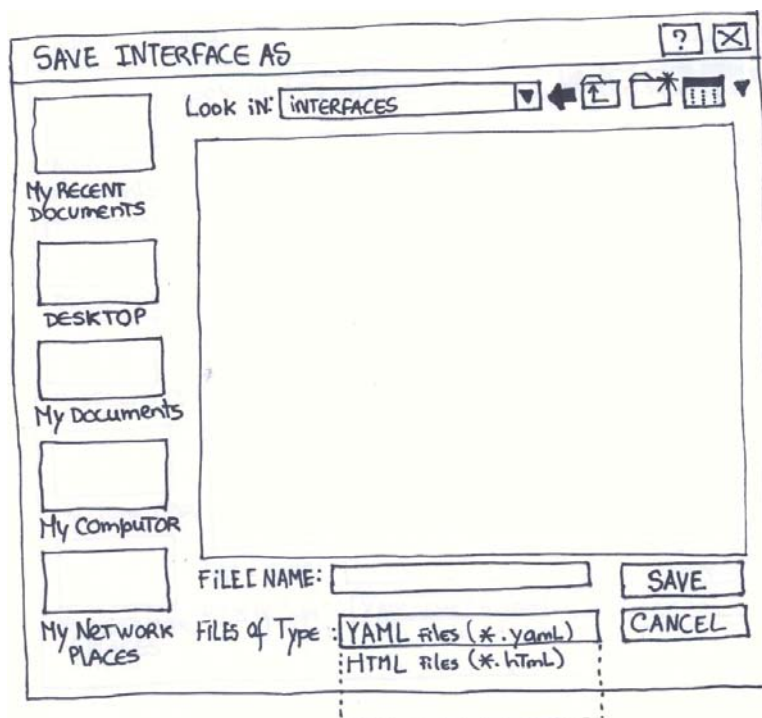 SAVE INTERFACE AS
?
Look iN: iNTERFACES
My RECENT
DOCUMENTS
DESKTOP
My Documents
My COMPUTOR
My NETWORK
PLACES
FILE NAME:
SAVE
FILES of Type : YAML files (*.yamL)
CANCEL
HTML files (*.hTmL)